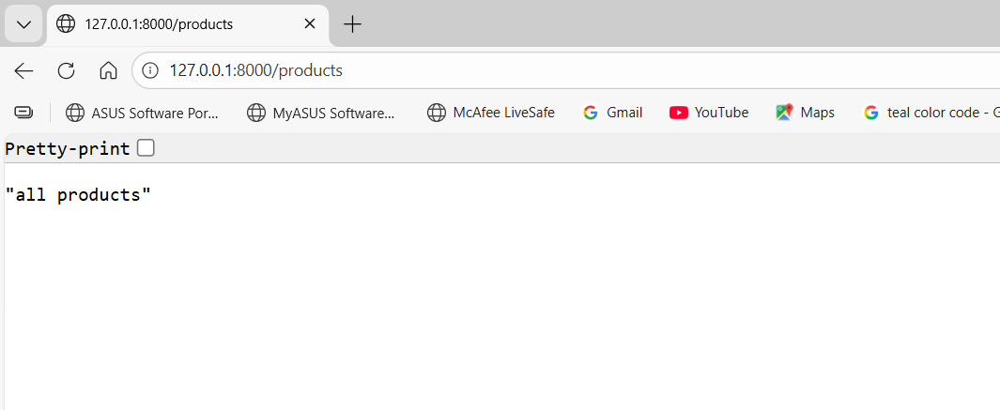 127.0.0.1:8000/products
127.0.0.1:8000/products
ASUS Software Por... MyASUS Software... McAfee LiveSafe Gmail YouTube Maps teal color code - G
Pretty-print
"all products"